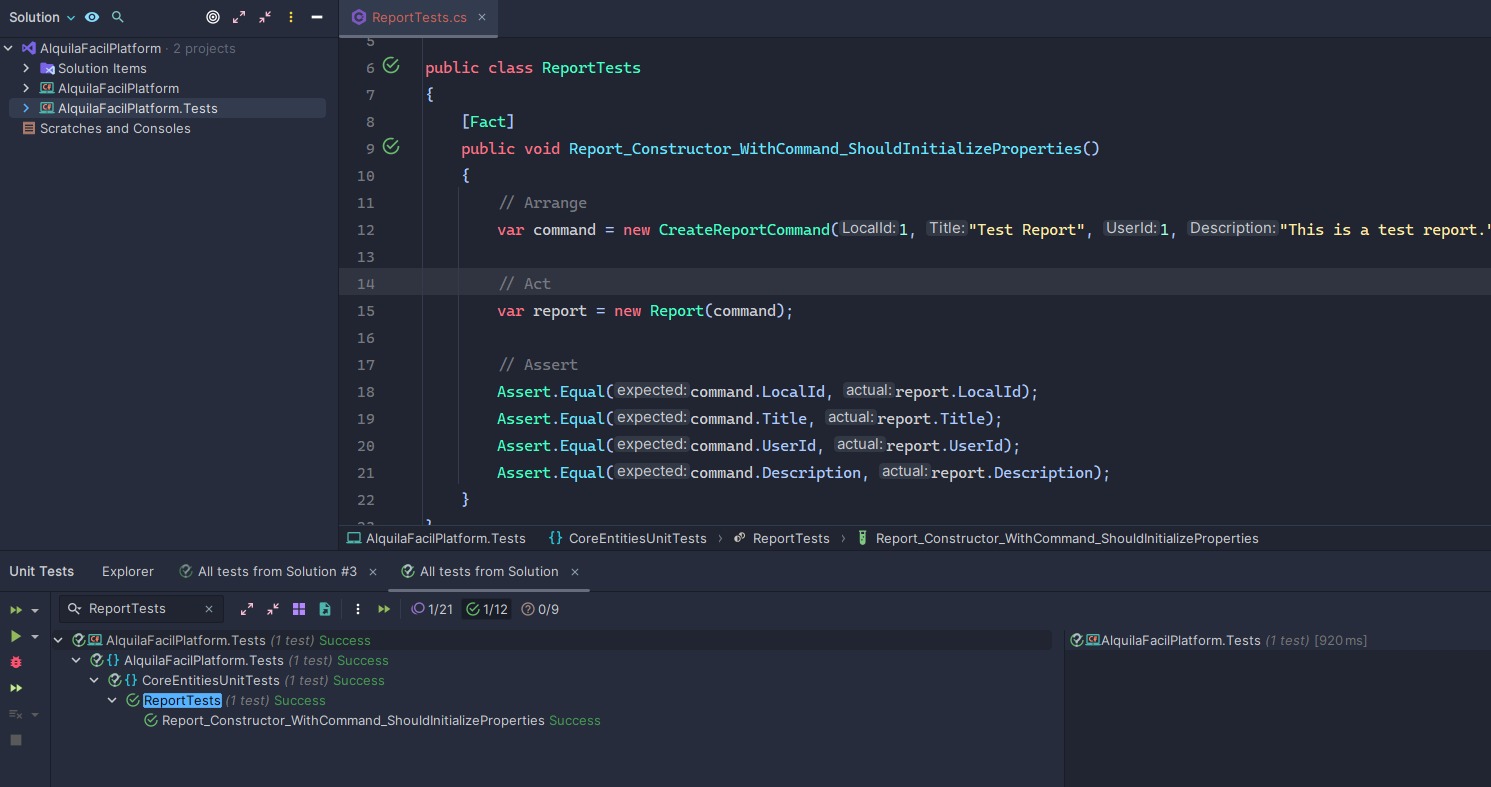 Solution
ReportTests.cs
AlquilaFacilPlatform · 2 projects
Solution Items
AlquilaFacilPlatform
AlquilaFacilPlatform.Tests
Scratches and Consoles
5
6 public class ReportTests
7 {
8 [Fact]
9 public void Report_Constructor_WithCommand_ShouldInitializeProperties()
10 {
11 // Arrange
12 var command = new CreateReportCommand( LocalId: 1, Title: "Test Report", UserId: 1, Description: "This is a test report."
13
14 // Act
15 var report = new Report(command);
16
17 // Assert
18 Assert.Equal( expected: command.LocalId, actual: report.LocalId);
19 Assert.Equal( expected: command.Title, actual: report.Title);
20 Assert.Equal( expected: command.UserId, actual: report.UserId);
21 Assert.Equal( expected: command.Description, actual: report.Description);
22 }
23 }
AlquilaFacilPlatform.Tests {} CoreEntitiesUnitTests › ReportTests › Report_Constructor_WithCommand_ShouldInitializeProperties
Unit Tests Explorer All tests from Solution #3 × All tests from Solution ×
ReportTests × 1/21 1/12 0/9
AlquilaFacilPlatform.Tests (1 test) Success
{} AlquilaFacilPlatform.Tests (1 test) Success
{} CoreEntitiesUnitTests (1 test) Success
ReportTests (1 test) Success
Report_Constructor_WithCommand_ShouldInitializeProperties Success
AlquilaFacilPlatform.Tests (1 test) [920 ms]